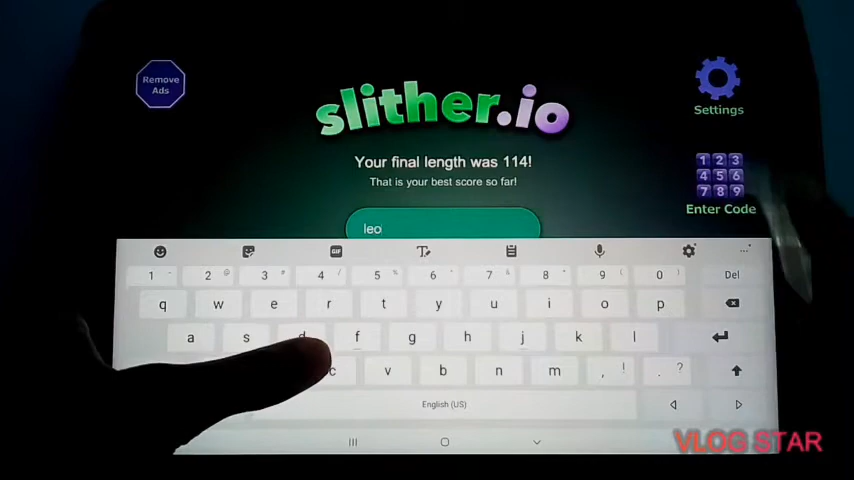 Remove
Ads
slither.io
Settings
Your final length was 114!
That is your best score so far!
1 2 3
4 5 6
7 8 9
Enter Code
leo
GIF
1 - 2 @ 3 # 4 / 5 % 6 ^ 7 & 8 * 9 ( 0 ) Del
q w e r t y u i o p
a s d f g h j k l
c v b n m , ! . ?
English (US)
VLOG STAR